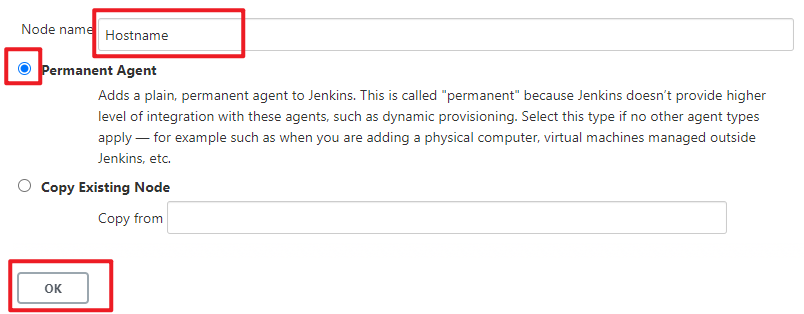 Node name Hostname
Permanent Agent
Adds a plain, permanent agent to Jenkins. This is called "permanent" because Jenkins doesn’t provide higher
level of integration with these agents, such as dynamic provisioning. Select this type if no other agent types
apply — for example such as when you are adding a physical computer, virtual machines managed outside
Jenkins, etc.
Copy Existing Node
Copy from
OK